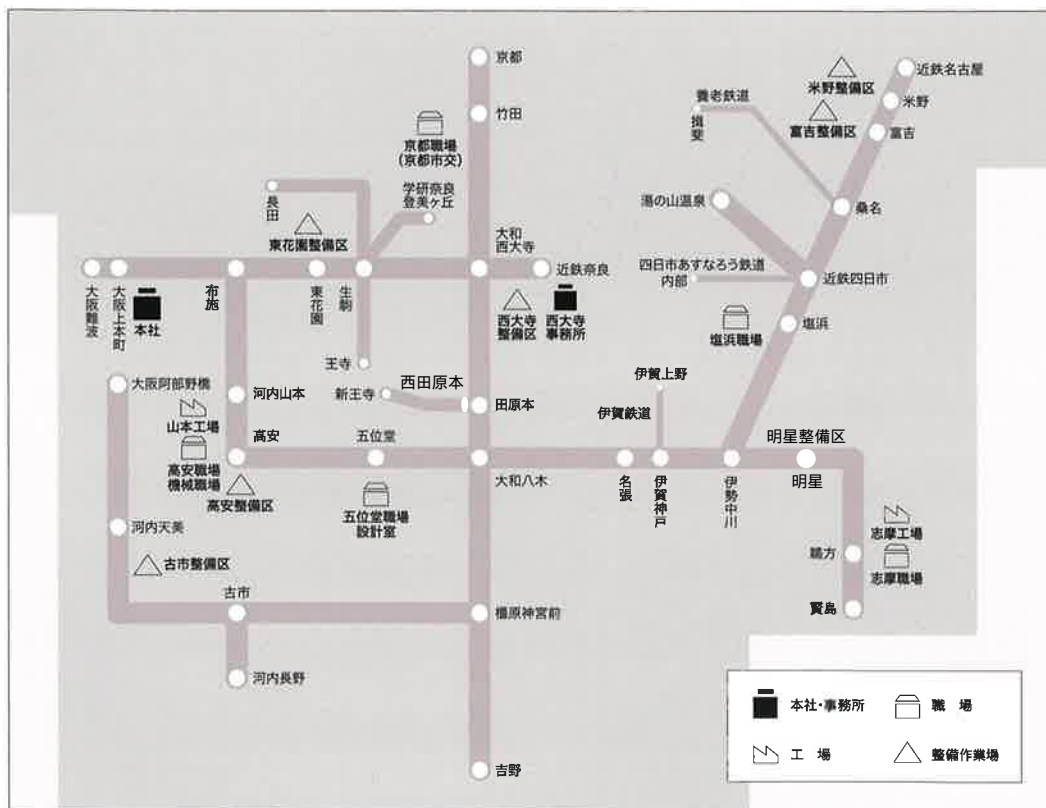 京都
竹田
京都職場
(京都市交)
学研奈良
登美ヶ丘
長田
東花園整備区
大和
西大寺
近鉄奈良
大阪難波
大阪上本町
本社
布施
東花園
生駒
西大寺
整備区
西大寺
事務所
王寺
新王寺
西田原本
田原本
大阪阿部野橋
河内山本
山本工場
高安
高安職場
機械職場
高安整備区
五位堂
五位堂職場
設計室
大和八木
河内天美
古市整備区
古市
橿原神宮前
河内長野
吉野
近鉄名古屋
米野整備区
米野
養老鉄道
揖斐
富吉整備区
富吉
湯の山温泉
桑名
四日市あすなろう鉄道
内部
近鉄四日市
塩浜職場
塩浜
伊賀上野
伊賀鉄道
名張
伊賀神戸
伊勢中川
明星整備区
明星
志摩工場
鵜方
志摩職場
賢島
本社・事務所
職 場
工 場
整備作業場